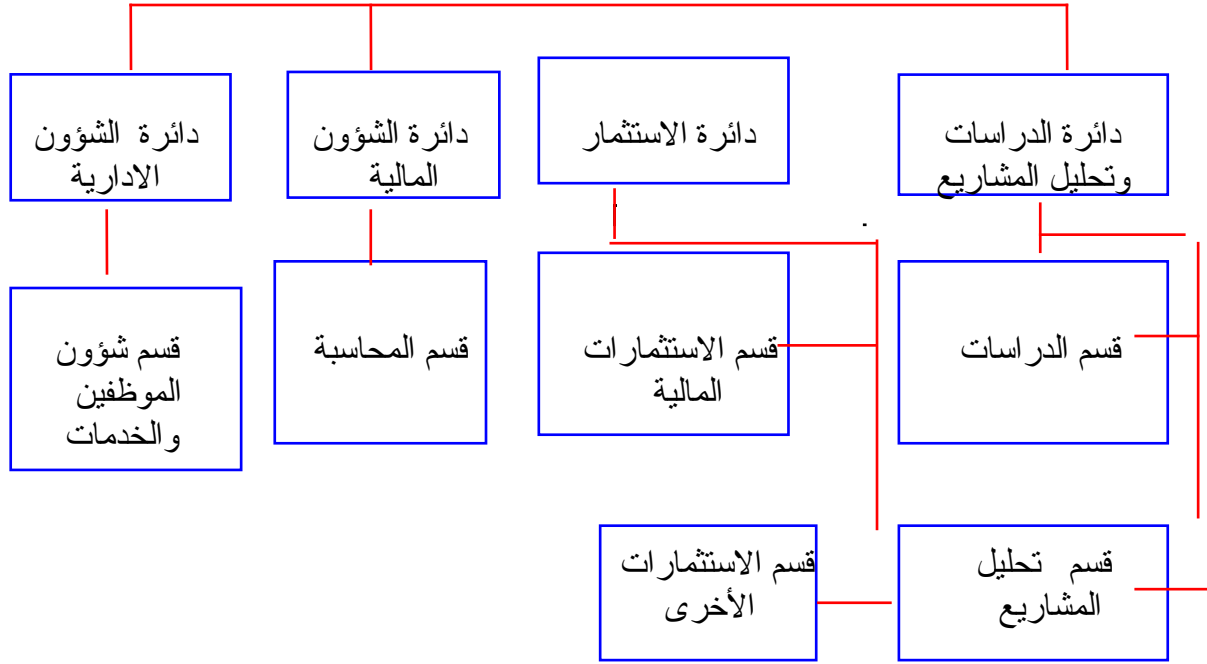 دائرة الدراسات
وتحليل المشاريع
دائرة الاستثمار
دائرة الشؤون
المالية
دائرة الشؤون
الادارية
قسم الدراسات
قسم الاستثمارات
المالية
قسم المحاسبة
قسم شؤون
الموظفين
والخدمات
قسم تحليل
المشاريع
قسم الاستثمارات
الأخرى